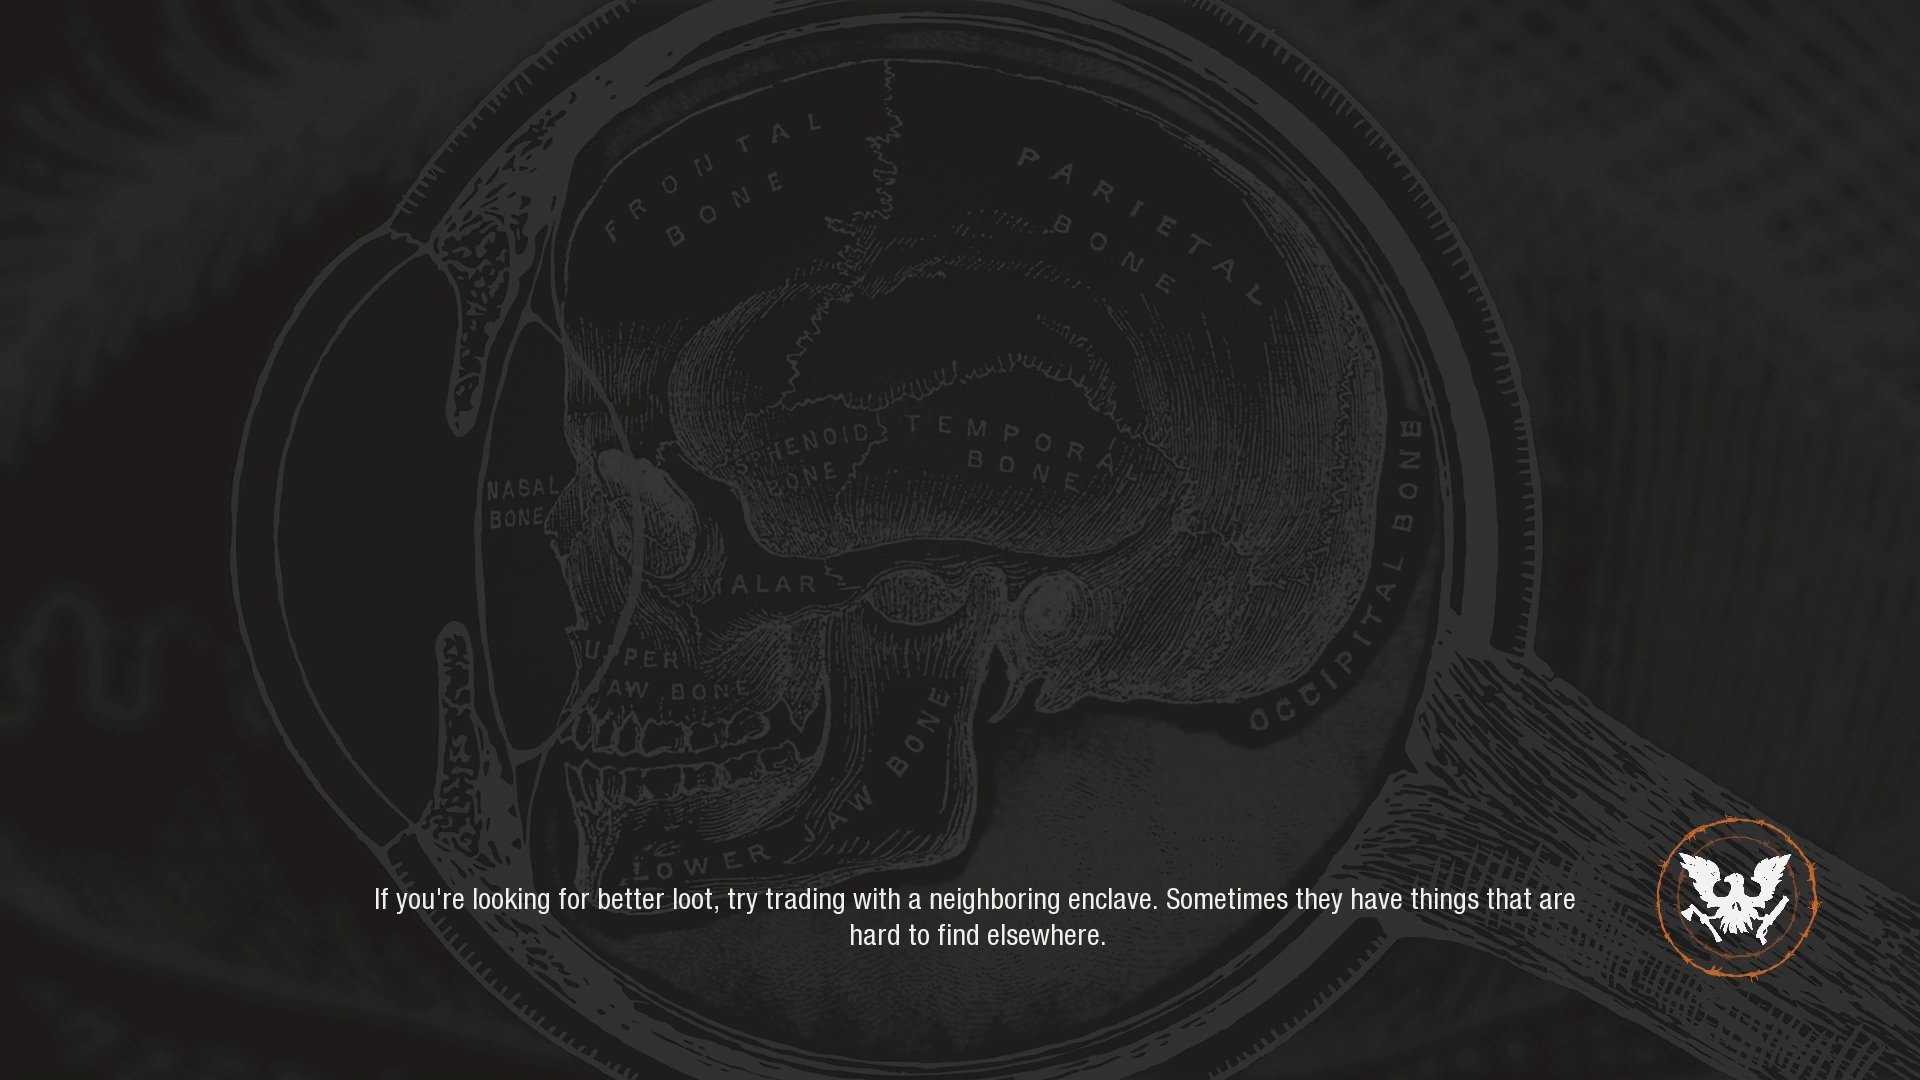 FRONTAL
BONE
PARIETAL
BONE
SPHENOID
BONE
TEMPORAL
BONE
NASAL
BONE
MALAR
UPPER
JAW BONE
LOWER JAW BONE
OCCIPITAL BONE
If you're looking for better loot, try trading with a neighboring enclave. Sometimes they have things that are
hard to find elsewhere.